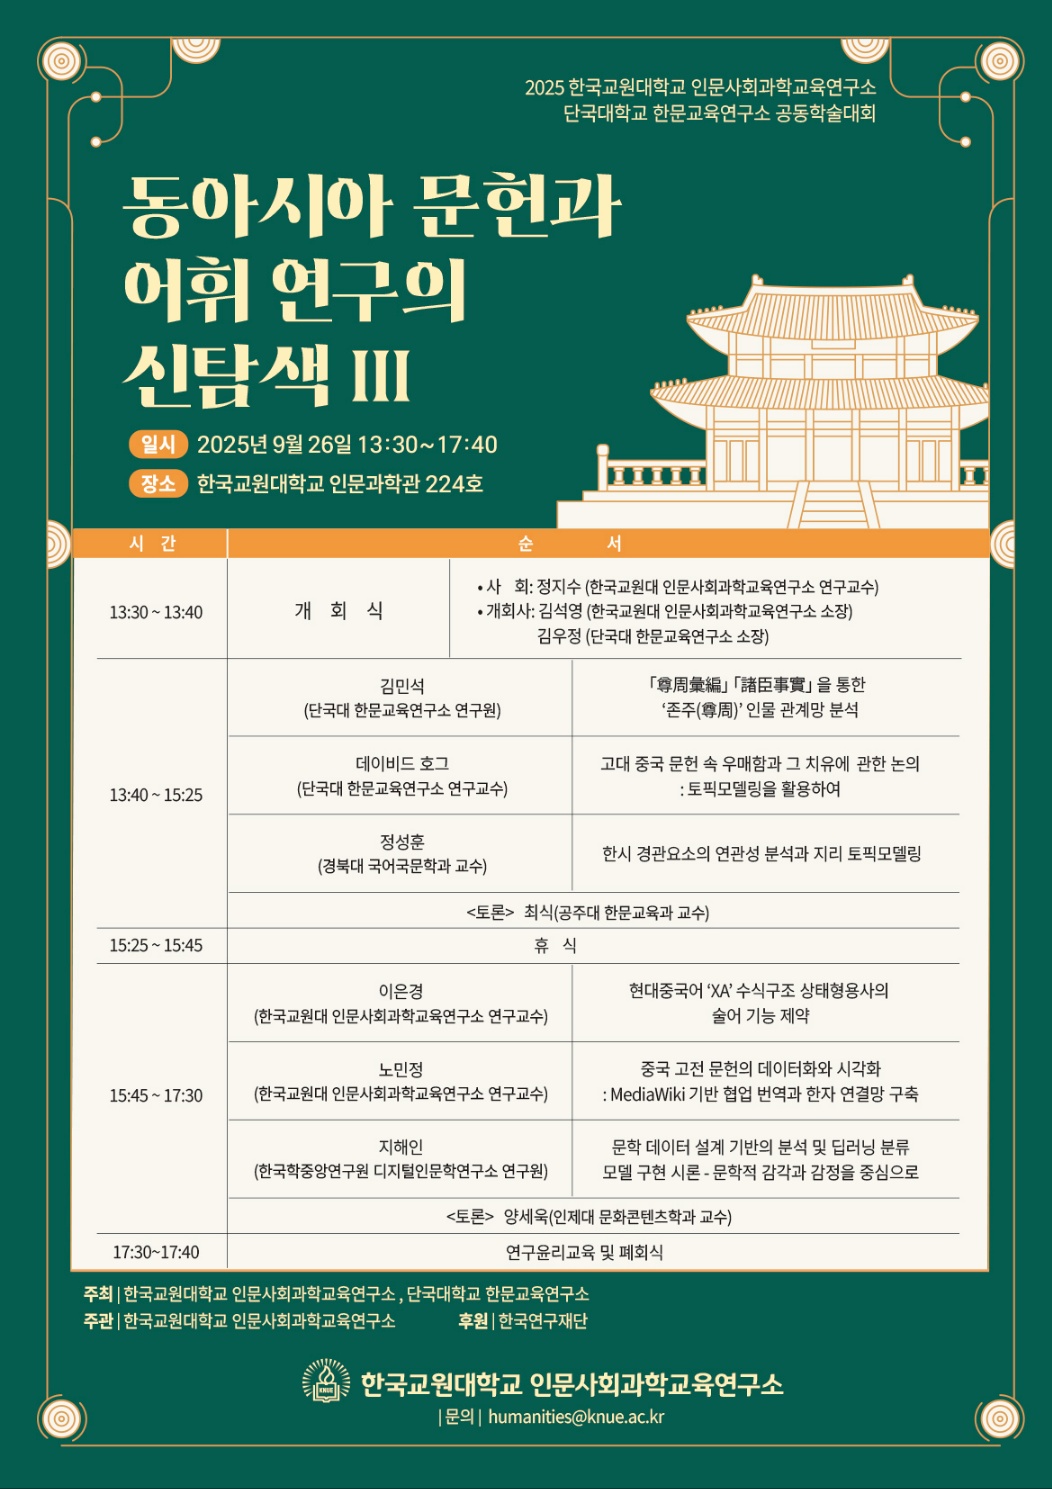 2025 한국교원대학교 인문사회과학교육연구소
단국대학교 한문교육연구소 공동학술대회
동아시아 문헌과
어휘 연구의
신탐색 III
일시 2025년 9월 26일 13:30~17:40
장소 한국교원대학교 인문과학관 224호
시 간 순 서
13:30 ~ 13:40
개 회 식
• 사 회: 정지수 (한국교원대 인문사회과학교육연구소 연구교수)
• 개회사: 김석영 (한국교원대 인문사회과학교육연구소 소장)
김우정 (단국대 한문교육연구소 소장)
13:40 ~ 15:25
김민석
(단국대 한문교육연구소 연구원)
「尊周彙編」 「諸臣事實」 을 통한
‘존주(尊周)’ 인물 관계망 분석
데이비드 호그
(단국대 한문교육연구소 연구교수)
고대 중국 문헌 속 우매함과 그 치유에 관한 논의
: 토픽모델링을 활용하여
정성훈
(경북대 국어국문학과 교수)
한시 경관요소의 연관성 분석과 지리 토픽모델링
<토론> 최식(공주대 한문교육과 교수)
15:25 ~ 15:45
휴 식
15:45 ~ 17:30
이은경
(한국교원대 인문사회과학교육연구소 연구교수)
현대중국어 ‘XA’ 수식구조 상태형용사의
술어 기능 제약
노민정
(한국교원대 인문사회과학교육연구소 연구교수)
중국 고전 문헌의 데이터화와 시각화
: MediaWiki 기반 협업 번역과 한자 연결망 구축
지해인
(한국학중앙연구원 디지털인문학연구소 연구원)
문학 데이터 설계 기반의 분석 및 딥러닝 분류
모델 구현 시론 - 문학적 감각과 감정을 중심으로
<토론> 양세욱(인제대 문화콘텐츠학과 교수)
17:30~17:40
연구윤리교육 및 폐회식
주최 | 한국교원대학교 인문사회과학교육연구소 , 단국대학교 한문교육연구소
주관 | 한국교원대학교 인문사회과학교육연구소 후원 | 한국연구재단
KNUE
한국교원대학교 인문사회과학교육연구소
| 문의 | humanities@knue.ac.kr